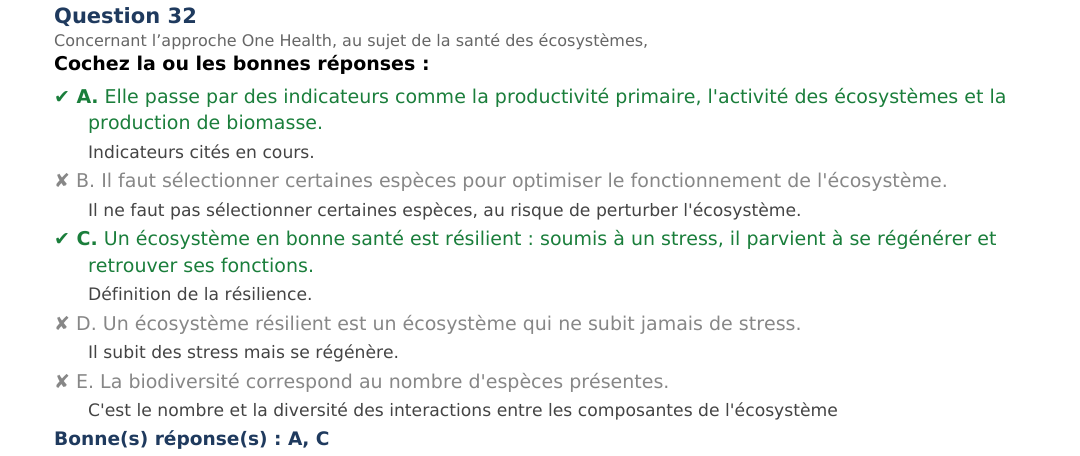 Question 32
Concernant l’approche One Health, au sujet de la santé des écosystèmes,
Cochez la ou les bonnes réponses :
✔ A. Elle passe par des indicateurs comme la productivité primaire, l'activité des écosystèmes et la
production de biomasse.
Indicateurs cités en cours.
✘ B. Il faut sélectionner certaines espèces pour optimiser le fonctionnement de l'écosystème.
Il ne faut pas sélectionner certaines espèces, au risque de perturber l'écosystème.
✔ C. Un écosystème en bonne santé est résilient : soumis à un stress, il parvient à se régénérer et
retrouver ses fonctions.
Définition de la résilience.
✘ D. Un écosystème résilient est un écosystème qui ne subit jamais de stress.
Il subit des stress mais se régénère.
✘ E. La biodiversité correspond au nombre d'espèces présentes.
C'est le nombre et la diversité des interactions entre les composantes de l'écosystème
Bonne(s) réponse(s) : A, C